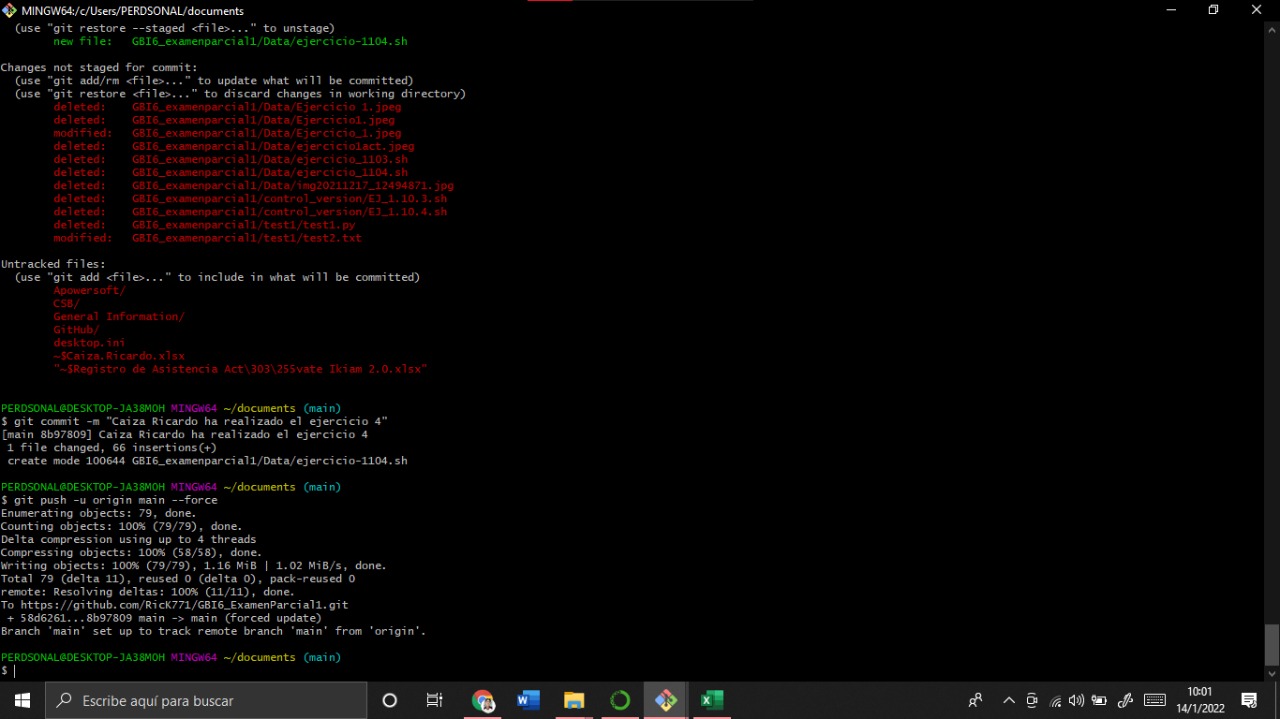 MINGW64:/c/Users/PERDSONAL/documents
(use "git restore --staged <file>..." to unstage)
new file:   GBI6_examenparcial1/Data/ejercicio-1104.sh
Changes not staged for commit:
(use "git add/rm <file>..." to update what will be committed)
(use "git restore <file>..." to discard changes in working directory)
deleted:    GBI6_examenparcial1/Data/Ejercicio 1.jpeg
deleted:    GBI6_examenparcial1/Data/Ejercicio1.jpeg
modified:   GBI6_examenparcial1/Data/Ejercicio_1.jpeg
deleted:    GBI6_examenparcial1/Data/ejercicio1act.jpeg
deleted:    GBI6_examenparcial1/Data/ejercicio_1103.sh
deleted:    GBI6_examenparcial1/Data/ejercicio_1104.sh
deleted:    GBI6_examenparcial1/Data/img20211217_12494871.jpg
deleted:    GBI6_examenparcial1/control_version/EJ_1.10.3.sh
deleted:    GBI6_examenparcial1/control_version/EJ_1.10.4.sh
deleted:    GBI6_examenparcial1/test1/test1.py
modified:   GBI6_examenparcial1/test1/test2.txt
Untracked files:
(use "git add <file>..." to include in what will be committed)
Apowersoft/
CSB/
General Information/
GitHub/
desktop.ini
~$Caiza.Ricardo.xlsx
"~$Registro de Asistencia Act\303\255vate Ikiam 2.0.xlsx"
PERDSONAL@DESKTOP-JA38M0H MINGW64 ~/documents (main)
$ git commit -m "Caiza Ricardo ha realizado el ejercicio 4"
[main 8b97809] Caiza Ricardo ha realizado el ejercicio 4
1 file changed, 66 insertions(+)
create mode 100644 GBI6_examenparcial1/Data/ejercicio-1104.sh
PERDSONAL@DESKTOP-JA38M0H MINGW64 ~/documents (main)
$ git push -u origin main --force
Enumerating objects: 79, done.
Counting objects: 100% (79/79), done.
Delta compression using up to 4 threads
Compressing objects: 100% (58/58), done.
Writing objects: 100% (79/79), 1.16 MiB | 1.02 MiB/s, done.
Total 79 (delta 11), reused 0 (delta 0), pack-reused 0
remote: Resolving deltas: 100% (11/11), done.
To https://github.com/RicK771/GBI6_ExamenParcial1.git
+ 58d6261...8b97809 main -> main (forced update)
Branch 'main' set up to track remote branch 'main' from 'origin'.
PERDSONAL@DESKTOP-JA38M0H MINGW64 ~/documents (main)
$
Escribe aquí para buscar
10:01
14/1/2022